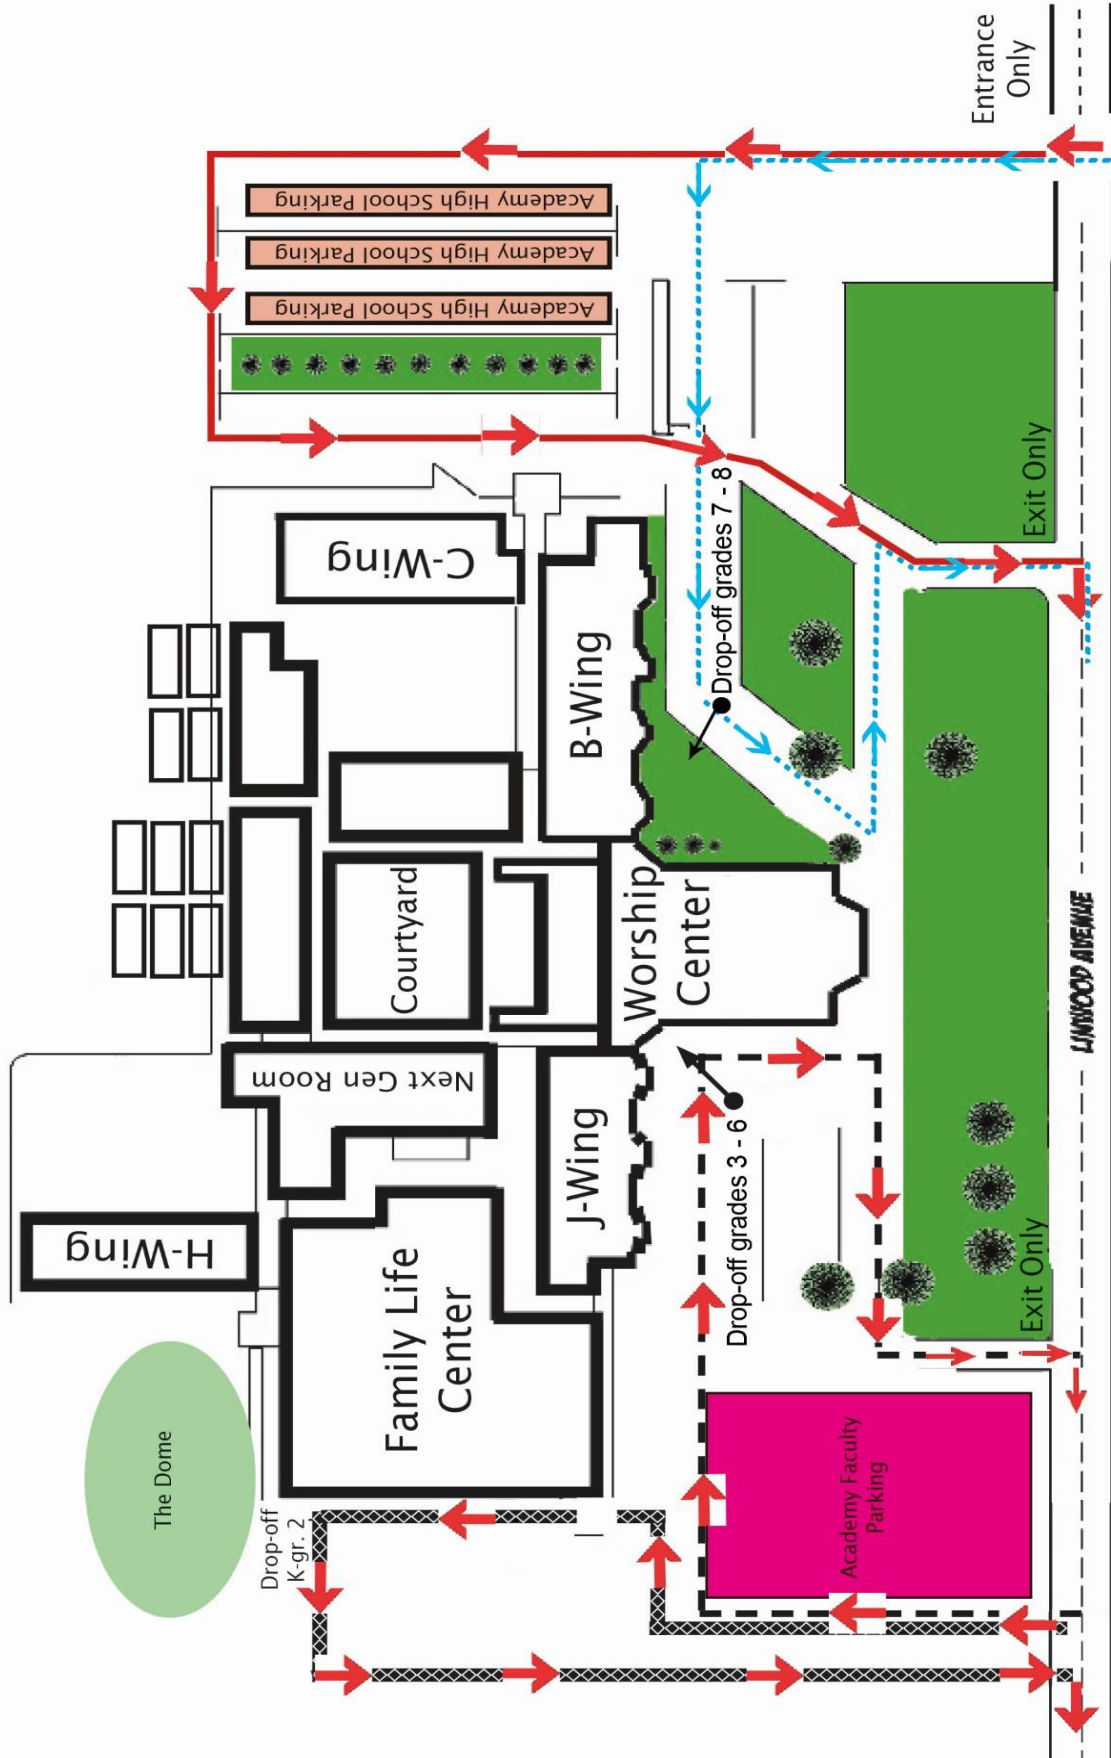 Entrance
Only
Academy High School Parking
Academy High School Parking
Academy High School Parking
Exit Only
C-Wing
B-Wing
Drop-off grades 7 - 8
Courtyard
Worship
Center
LINWOOD AVENUE
Next Gen Room
J-Wing
Drop-off grades 3 - 6
H-Wing
Family Life
Center
Exit Only
The Dome
Drop-off
K-gr. 2
Academy Faculty
Parking